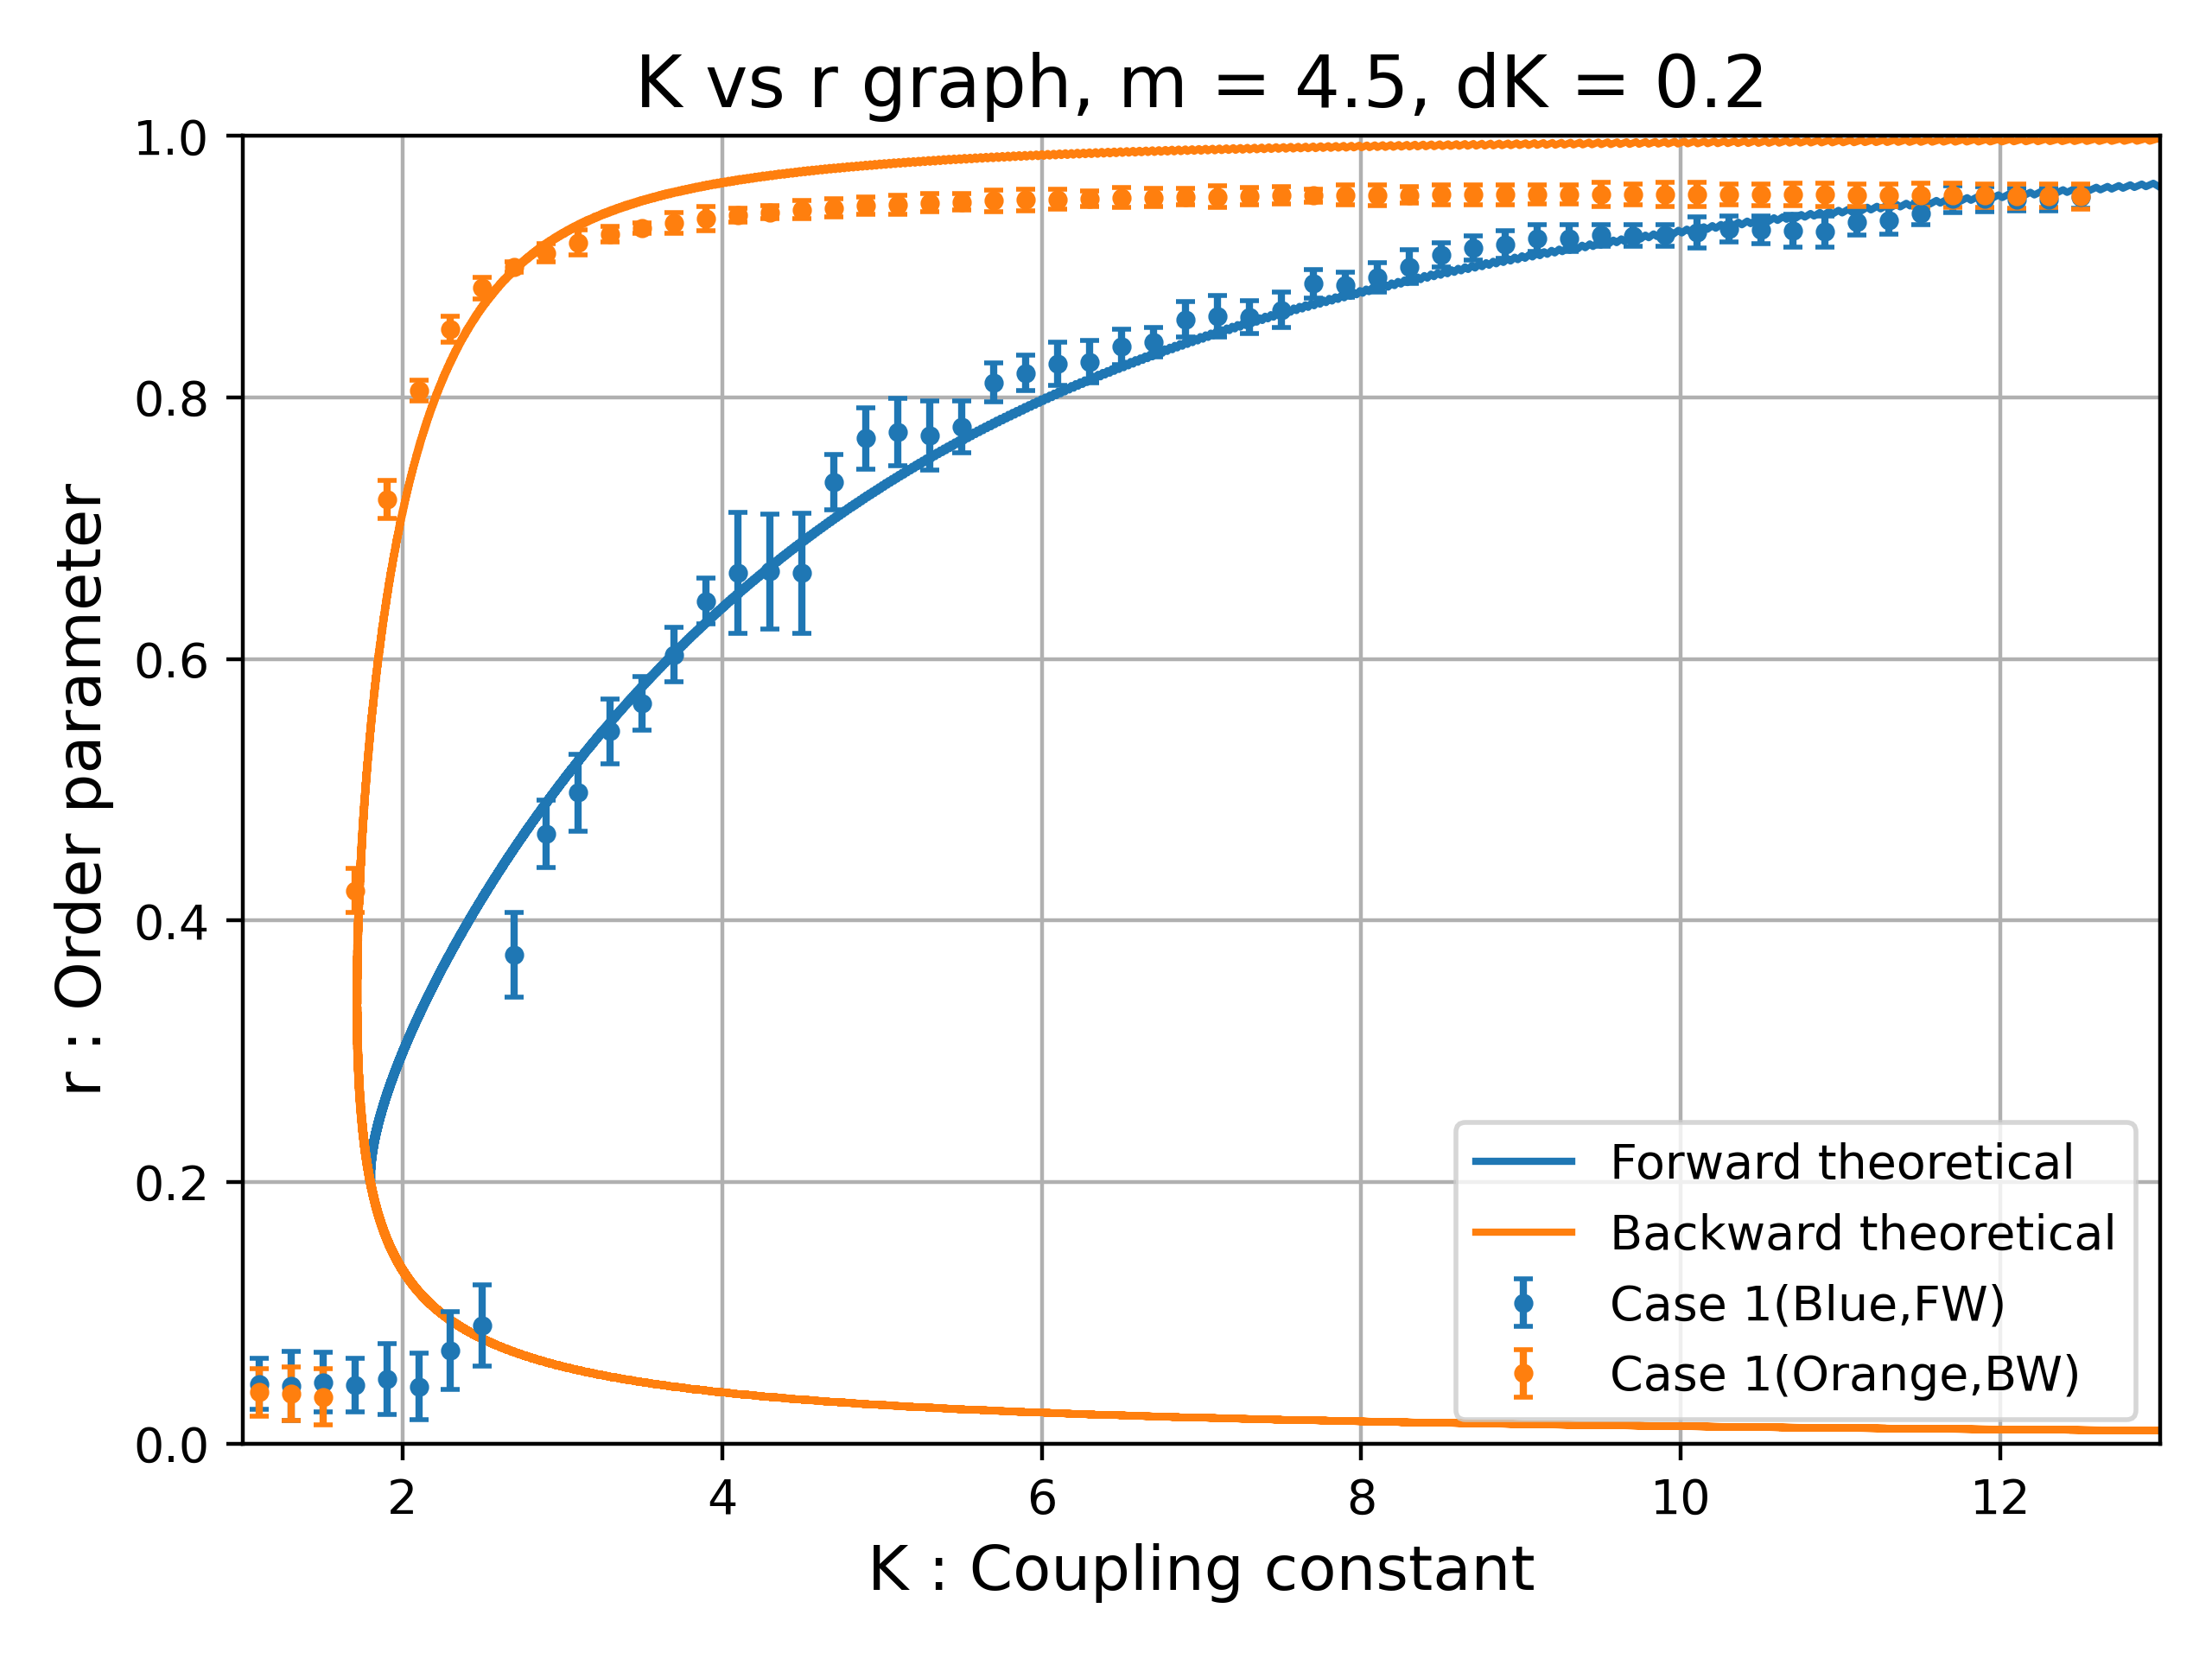 K vs r graph, m = 4.5, dK = 0.2
r : Order parameter
1.0
0.8
0.6
0.4
0.2
0.0
2 4 6 8 10 12
K : Coupling constant
Forward theoretical
Backward theoretical
Case 1(Blue,FW)
Case 1(Orange,BW)